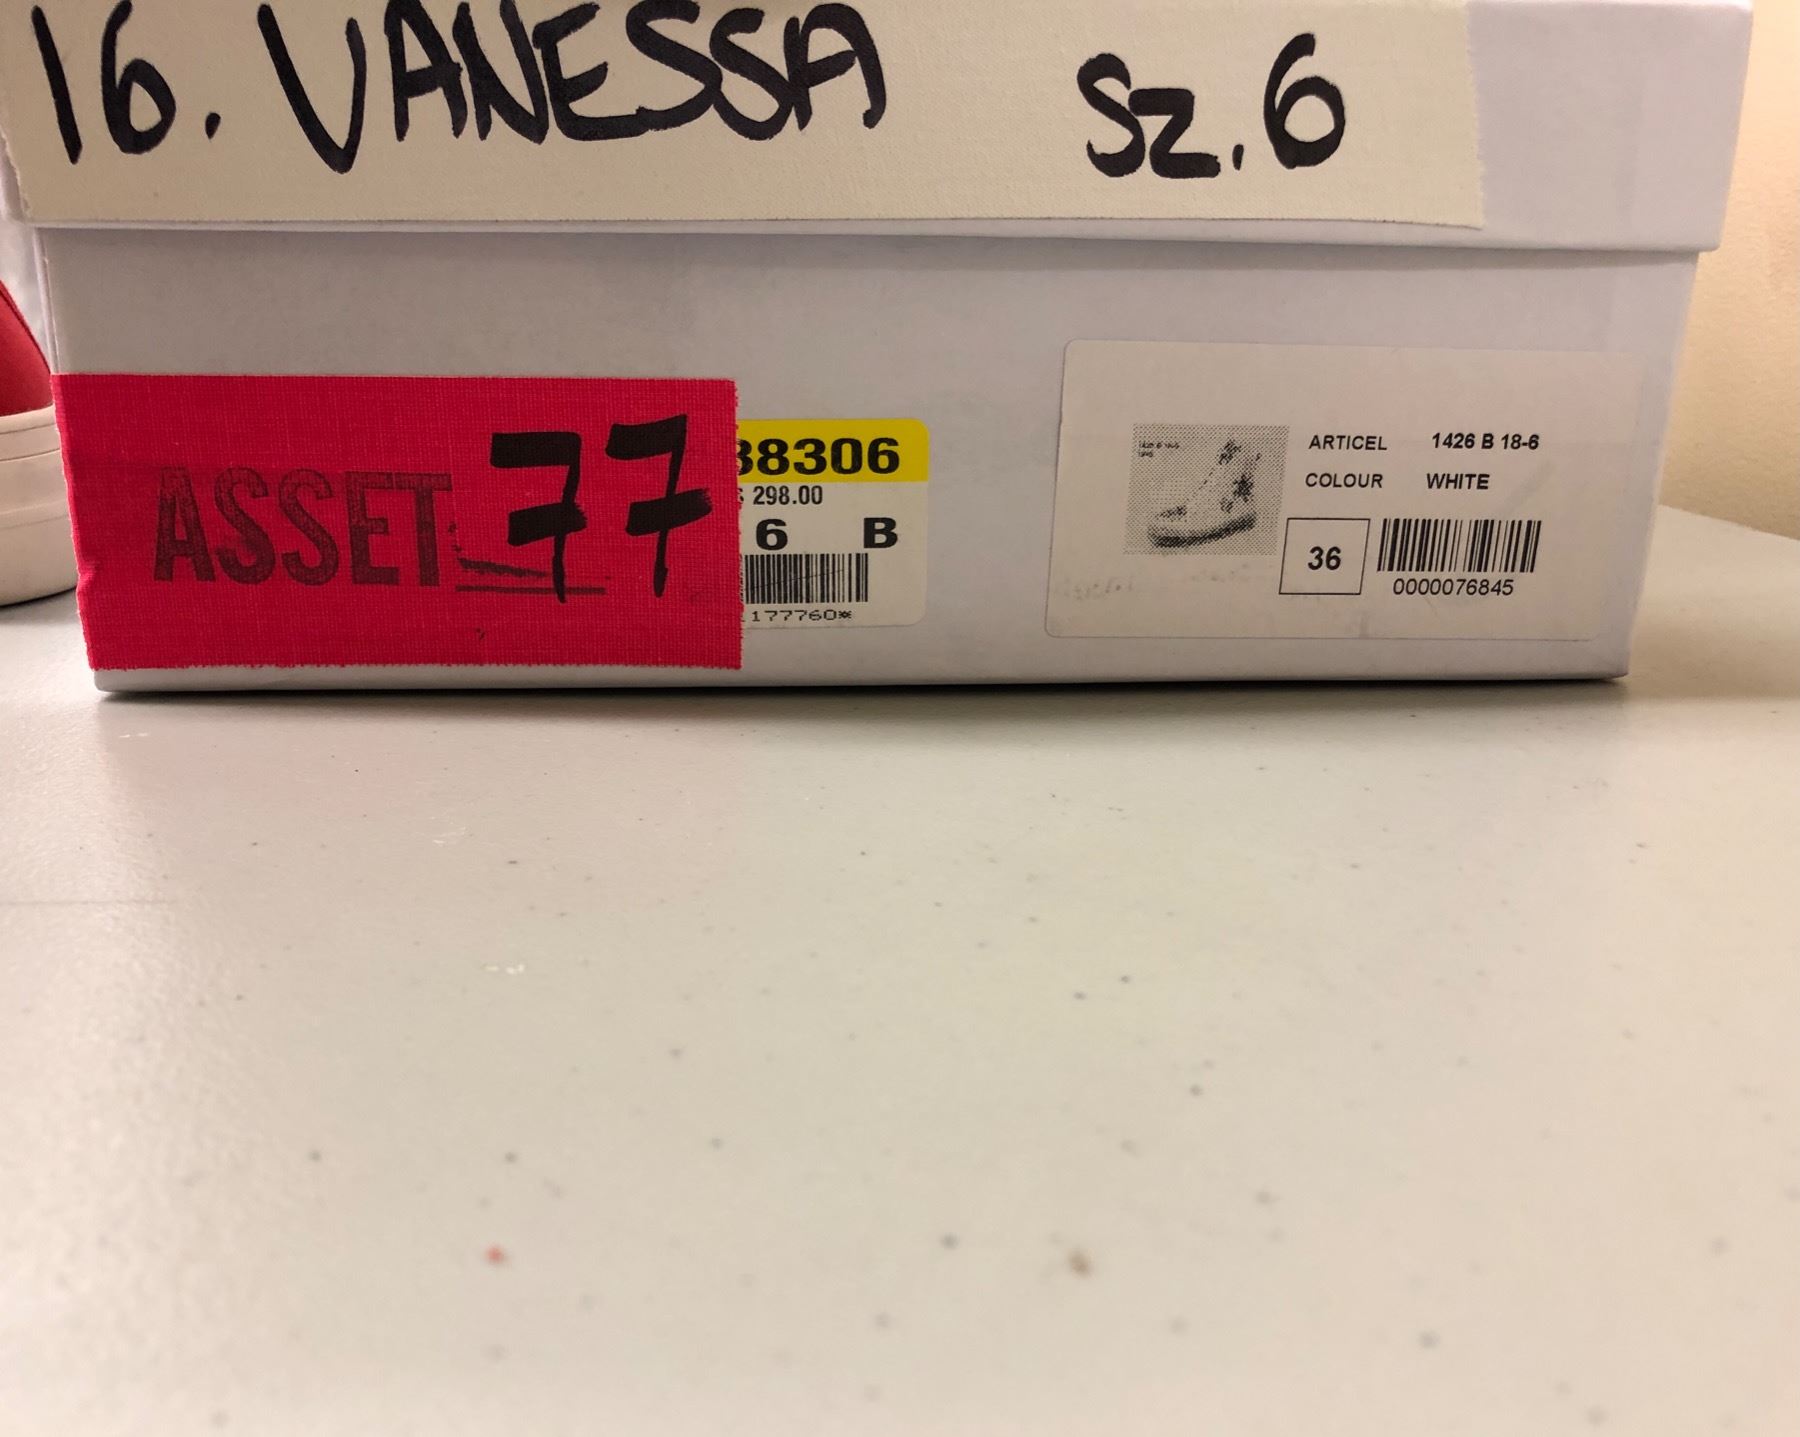 16. VANESSA Sz. 6
ASSET 77
38306
298.00
6 B
177760*
ARTICEL 1426 B 18-6
COLOUR WHITE
36
0000076845